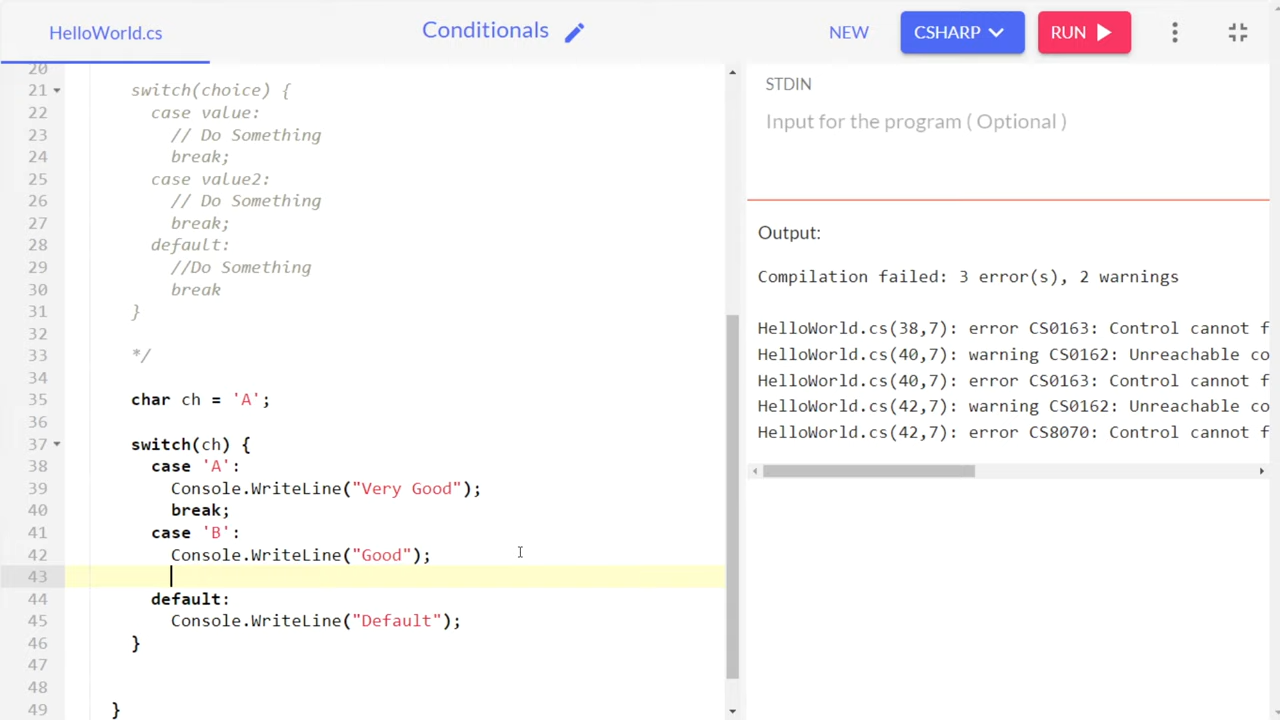 HelloWorld.cs
Conditionals
NEW
CSHARP
RUN
20
21 switch(choice) {
22 case value:
23 // Do Something
24 break;
25 case value2:
26 // Do Something
27 break;
28 default:
29 //Do Something
30 break
31 }
32
33 */
34
35 char ch = 'A';
36
37 switch(ch) {
38 case 'A':
39 Console.WriteLine("Very Good");
40 break;
41 case 'B':
42 Console.WriteLine("Good");
43
44 default:
45 Console.WriteLine("Default");
46 }
47
48
49 }
STDIN
Input for the program ( Optional )
Output:
Compilation failed: 3 error(s), 2 warnings
HelloWorld.cs(38,7): error CS0163: Control cannot f
HelloWorld.cs(40,7): warning CS0162: Unreachable co
HelloWorld.cs(40,7): error CS0163: Control cannot f
HelloWorld.cs(42,7): warning CS0162: Unreachable co
HelloWorld.cs(42,7): error CS8070: Control cannot f